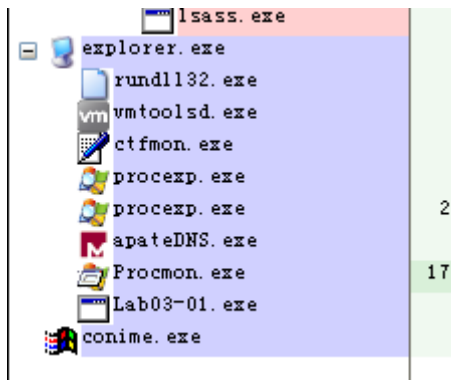 lsass.exe
explorer.exe
rundll32.exe
vm vmtoolsd.exe
ctfmon.exe
procexp.exe
procexp.exe 2
apateDNS.exe
Procmon.exe 17
Lab03-01.exe
conime.exe